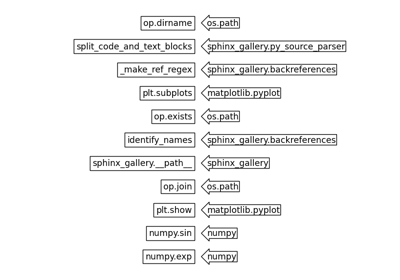 op.dirname os.path
split_code_and_text_blocks sphinx_gallery.py_source_parser
_make_ref_regex sphinx_gallery.backreferences
plt.subplots matplotlib.pyplot
op.exists os.path
identify_names sphinx_gallery.backreferences
sphinx_gallery.__path__ sphinx_gallery
op.join os.path
plt.show matplotlib.pyplot
numpy.sin numpy
numpy.exp numpy